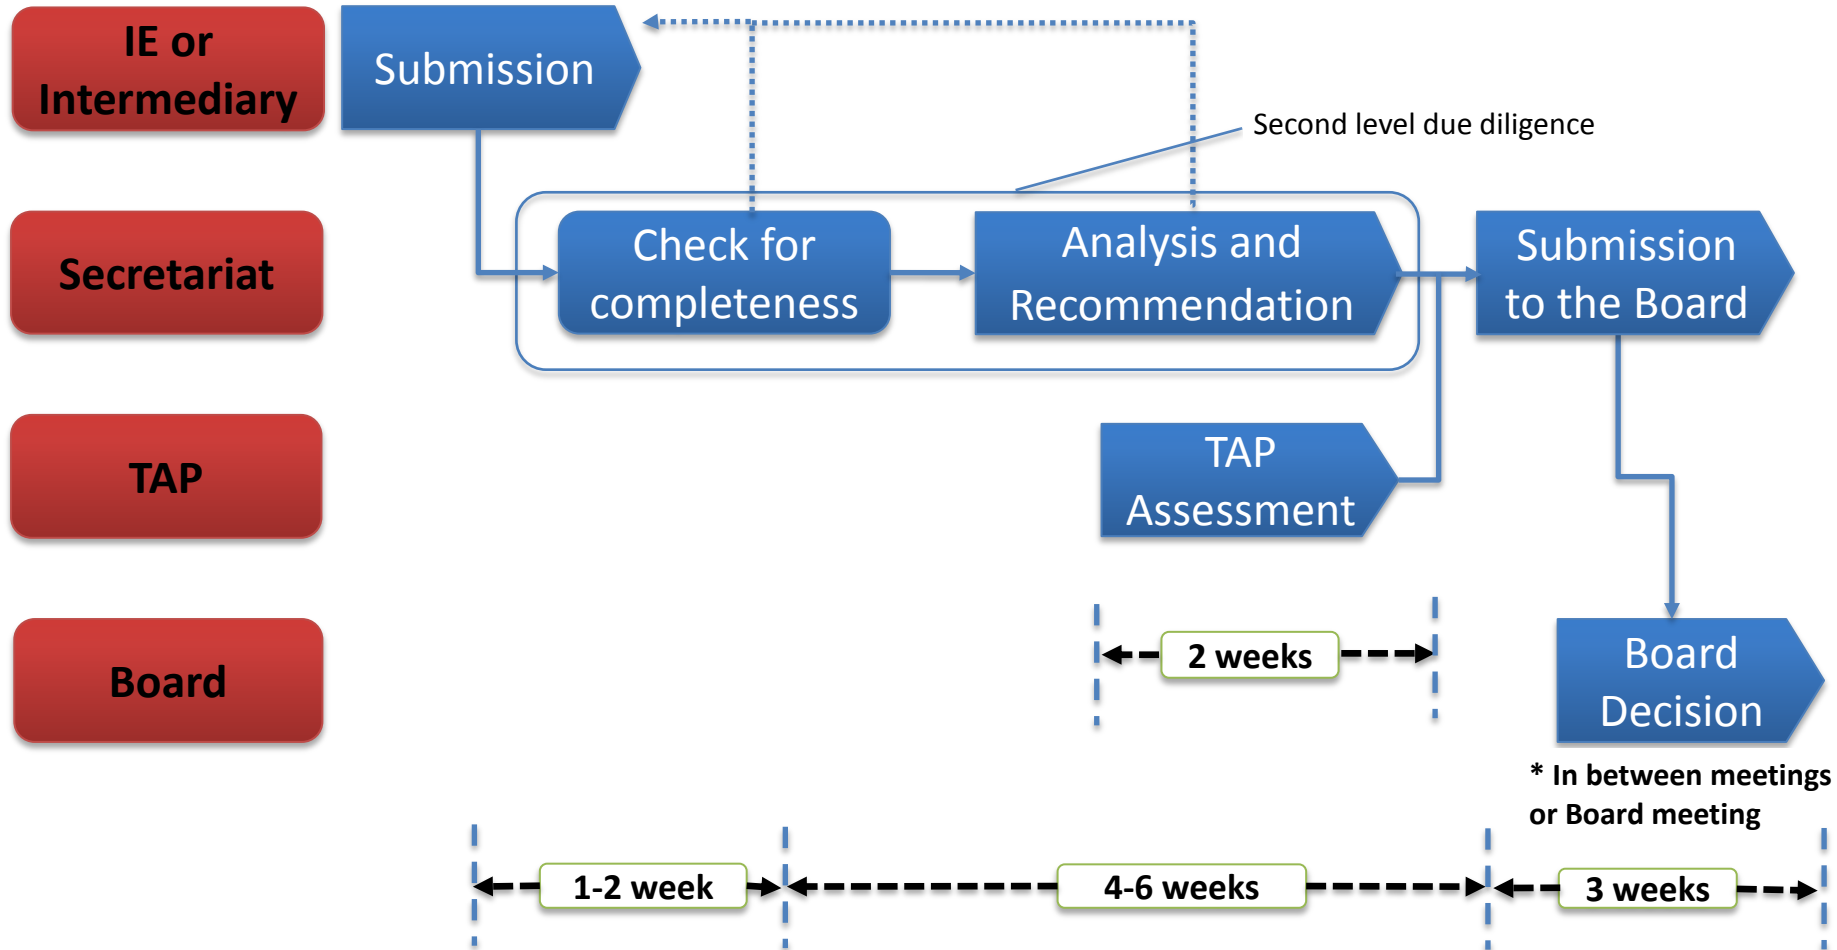 IE or
Intermediary
Submission
Second level due diligence
Secretariat
Check for
completeness
Analysis and
Recommendation
Submission
to the Board
TAP
TAP
Assessment
Board
2 weeks
Board
Decision
* In between meetings
or Board meeting
1-2 week
4-6 weeks
3 weeks